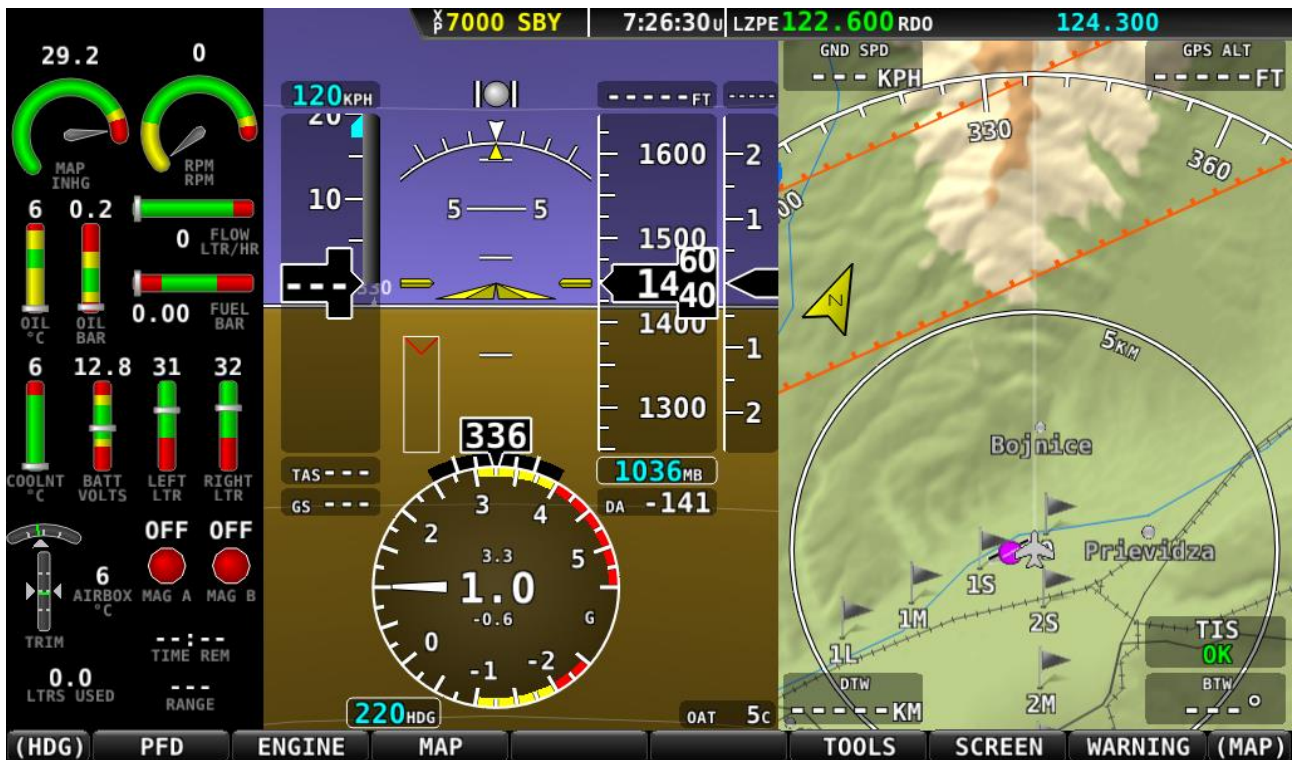 XP 7000 SBY 7:26:30U LZPE 122.600 RDO 124.300
29.2 0
MAP
INHG
RPM
RPM
6 0.2
0 FLOW
LTR/HR
OIL
°C
OIL
BAR
0.00 FUEL
BAR
6 12.8 31 32
COOLNT
°C
BATT
VOLTS
LEFT
LTR
RIGHT
LTR
OFF OFF
6
AIRBOX
°C
MAG A MAG B
TRIM
--:--
TIME REM
0.0
LTRS USED
---
RANGE
120KPH
20
10
---
330
TAS---
GS ---
5 5
-----FT -----
1600
1500
14 60
40
1400
1300
2
1
1
2
1036MB
DA -141
336
3
2 4
3.3
1.0
-0.6
5
G
0
-1 -2
220HDG
OAT 5C
GND SPD
---KPH
GPS ALT
-----FT
330
360
00
N
5KM
Bojnice
Prievidza
1S
1M
1L
2S
2M
TIS
OK
DTW
-----KM
BTW
---°
(HDG) PFD ENGINE MAP TOOLS SCREEN WARNING (MAP)